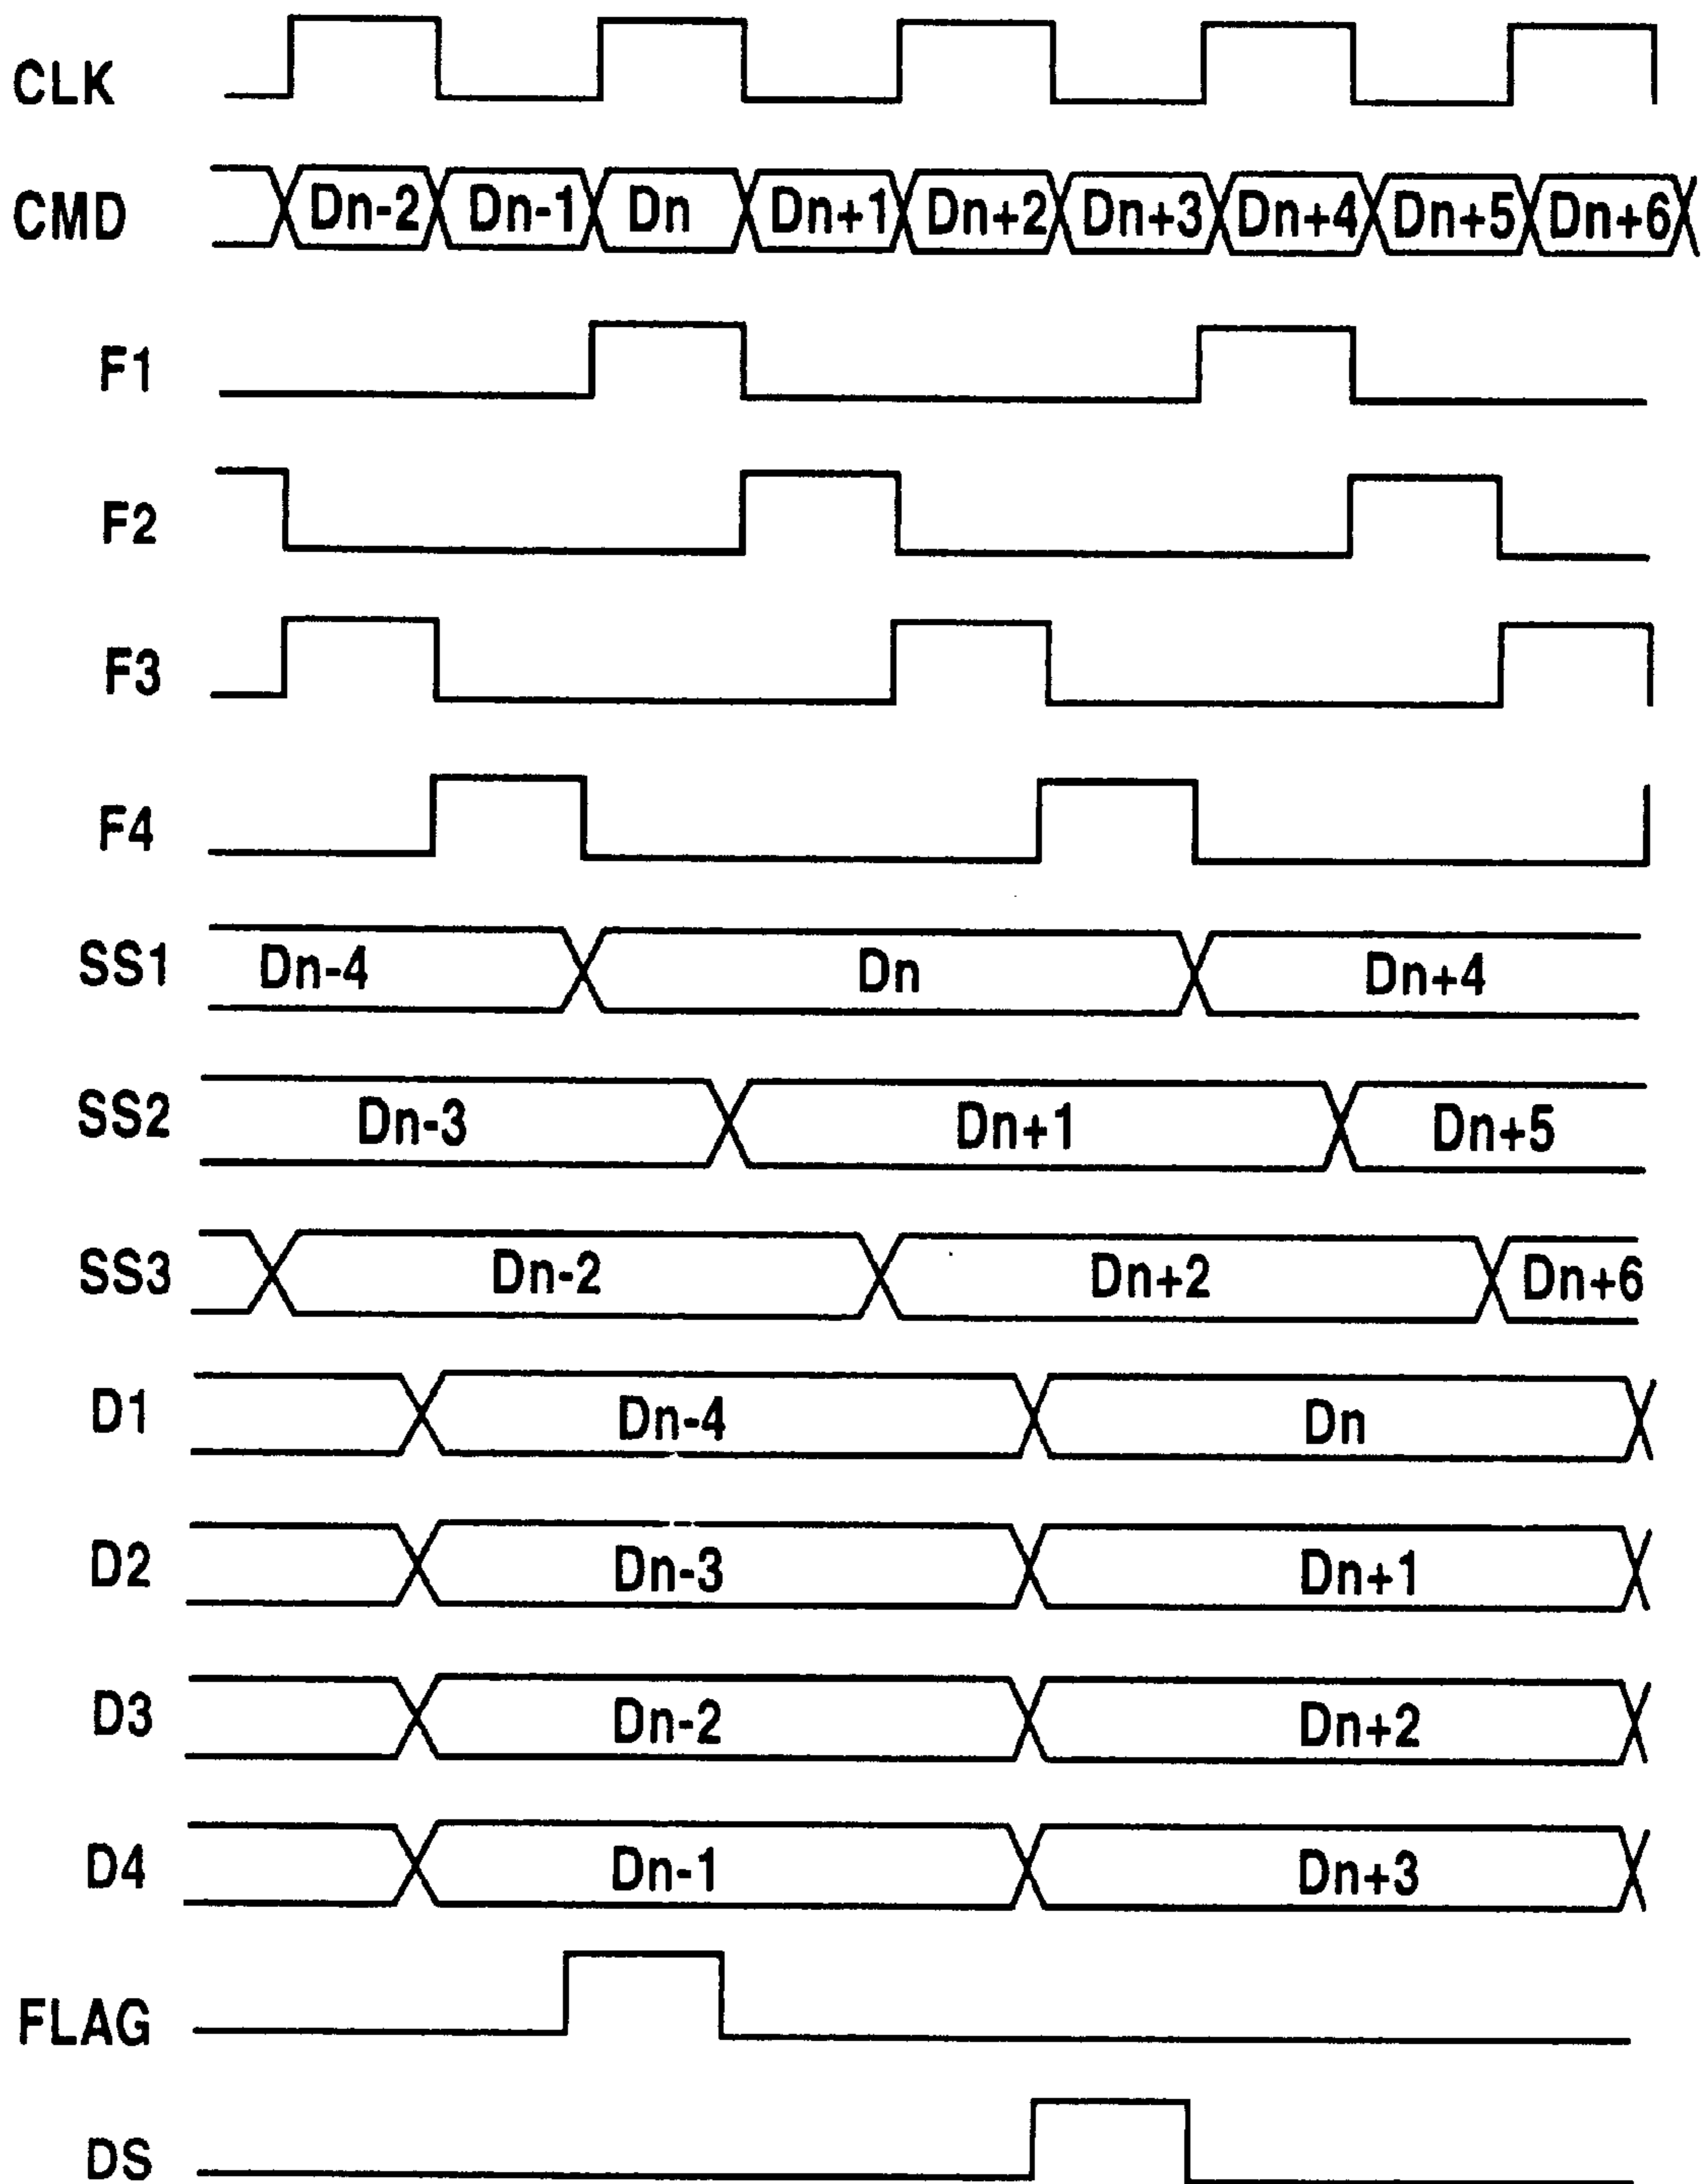 CLK
CMD Dn-2 Dn-1 Dn Dn+1 Dn+2 Dn+3 Dn+4 Dn+5 Dn+6
F1
F2
F3
F4
SS1 Dn-4 Dn Dn+4
SS2 Dn-3 Dn+1 Dn+5
SS3 Dn-2 Dn+2 Dn+6
D1 Dn-4 Dn
D2 Dn-3 Dn+1
D3 Dn-2 Dn+2
D4 Dn-1 Dn+3
FLAG
DS